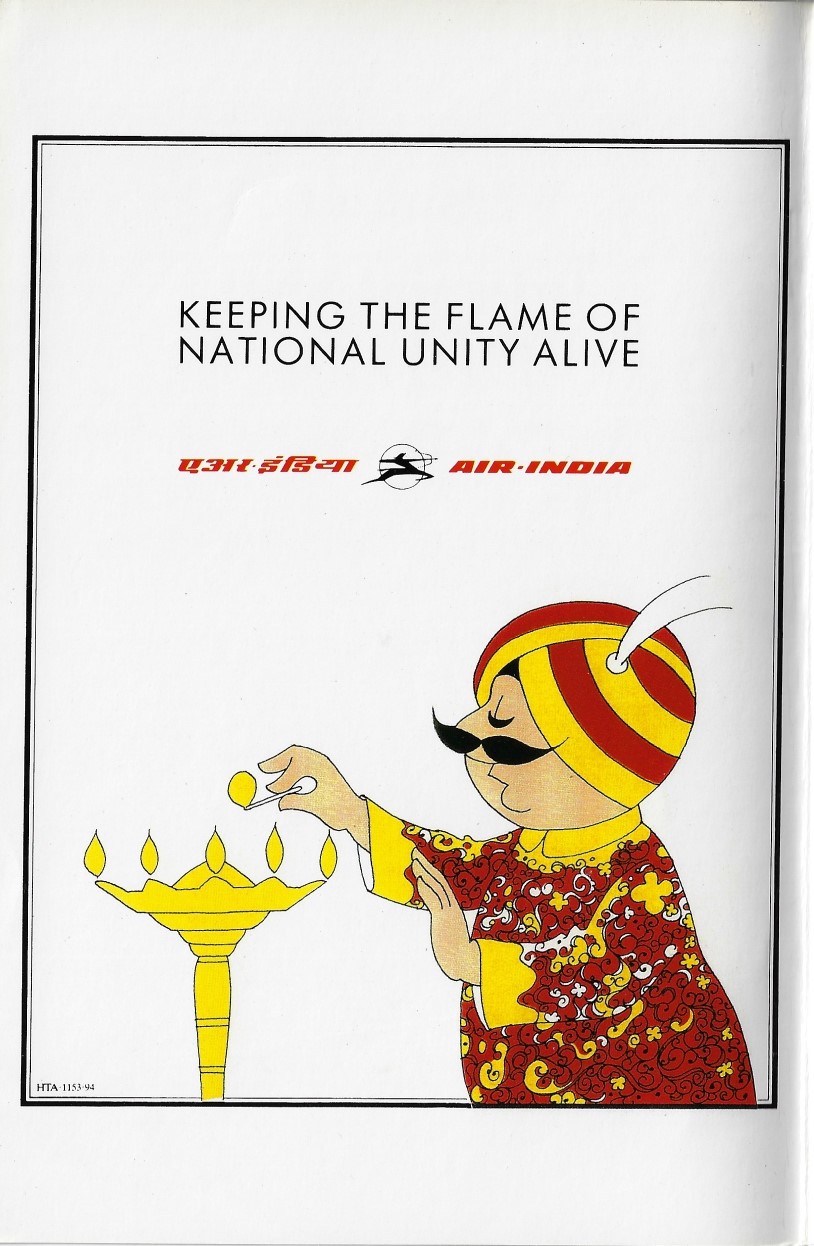 KEEPING THE FLAME OF
NATIONAL UNITY ALIVE
एअर-इंडिया AIR-INDIA
HTA-1153-94